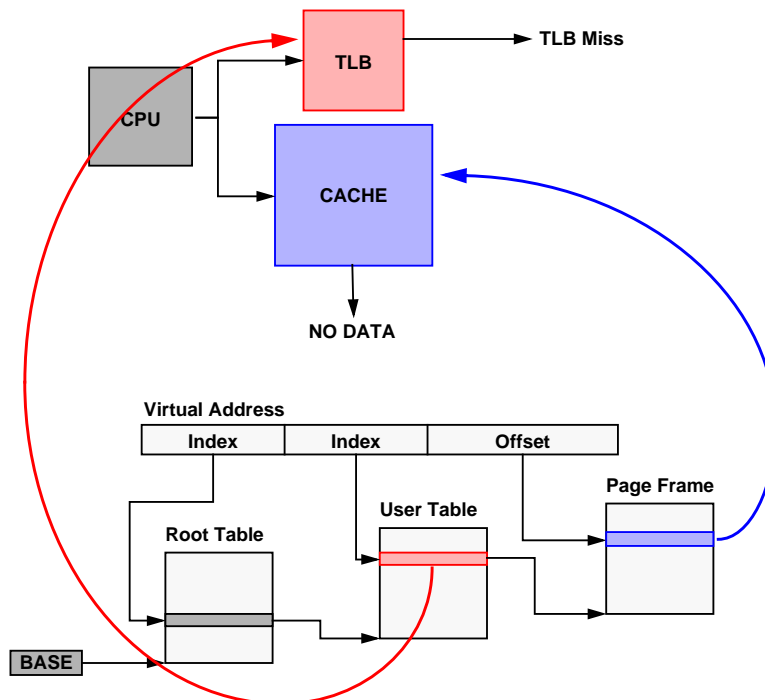 TLB
TLB Miss
CPU
CACHE
NO DATA
Virtual Address
Index
Index
Offset
Page Frame
User Table
Root Table
BASE